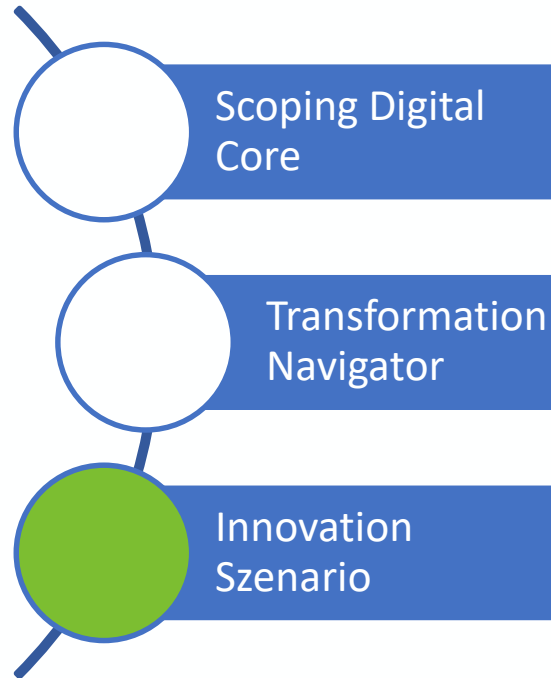 Scoping Digital
Core
Transformation
Navigator
Innovation
Szenario